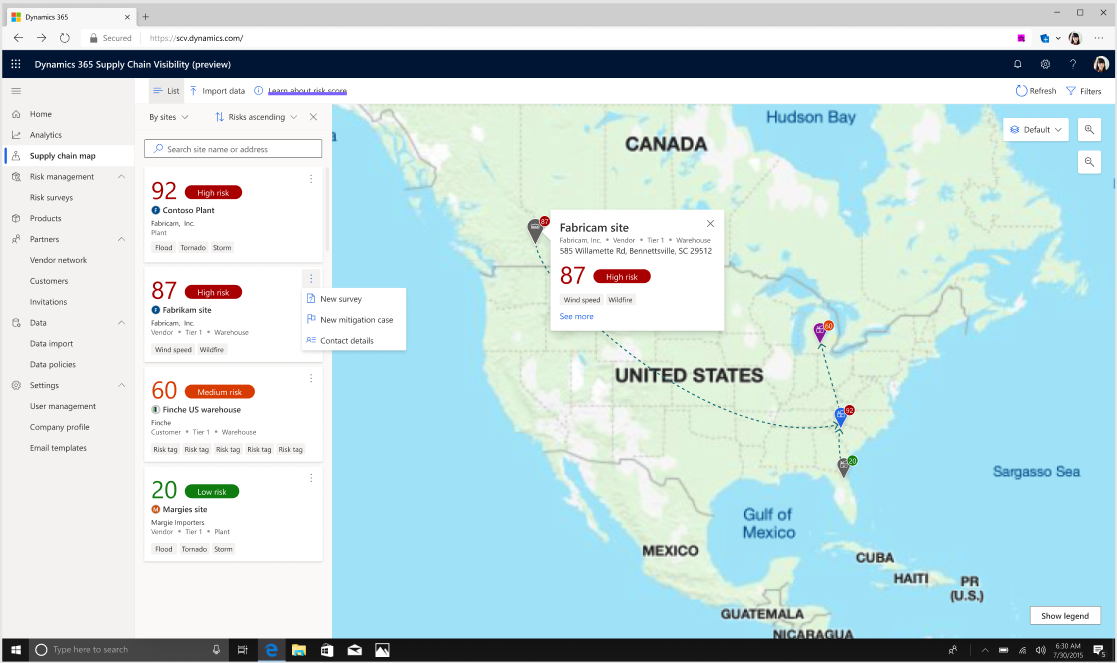 Dynamics 365
Secured
https://scv.dynamics.com/
Dynamics 365 Supply Chain Visibility (preview)
List
Import data
Learn about risk score
Refresh
Filters
Home
Analytics
Supply chain map
Risk management
Risk surveys
Products
Partners
Vendor network
Customers
Invitations
Data
Data import
Data policies
Settings
User management
Company profile
Email templates
By sites
Risks ascending
Search site name or address
92 High risk
Contoso Plant
Fabricam, Inc.
Plant
Flood Tornado Storm
87 High risk
Fabrikam site
Fabricam, Inc.
Vendor • Tier 1 • Warehouse
Wind speed Wildfire
New survey
New mitigation case
Contact details
60 Medium risk
Finche US warehouse
Finche
Customer • Tier 1 • Warehouse
Risk tag Risk tag Risk tag Risk tag Risk tag
20 Low risk
Margies site
Margie Importers
Vendor • Tier 1 • Plant
Flood Tornado Storm
Hudson Bay
CANADA
Default
87
Fabricam site
Fabricam, Inc. • Vendor • Tier 1 • Warehouse
585 Willamette Rd, Bennettsville, SC 29512
87 High risk
Wind speed Wildfire
See more
60
UNITED STATES
92
20
Sargasso Sea
Gulf of
Mexico
MEXICO
CUBA
HAITI
PR
(U.S.)
GUATEMALA
NICARAGUA
Show legend
Type here to search
6:30 AM
7/30/2015